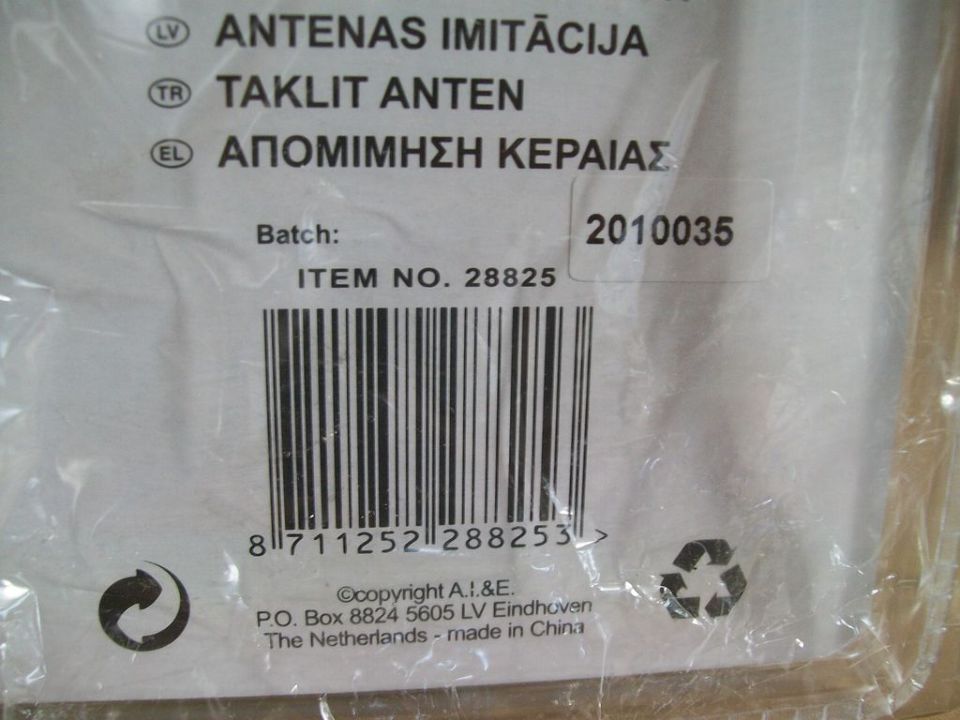 LV ANTENAS IMITĀCIJA
TR TAKLIT ANTEN
EL ΑΠΟΜΙΜΗΣΗ ΚΕΡΑΙΑΣ
Batch: 2010035
ITEM NO. 28825
8 711252 288253 >
©copyright A.I.&E.
P.O. Box 8824 5605 LV Eindhoven
The Netherlands - made in China